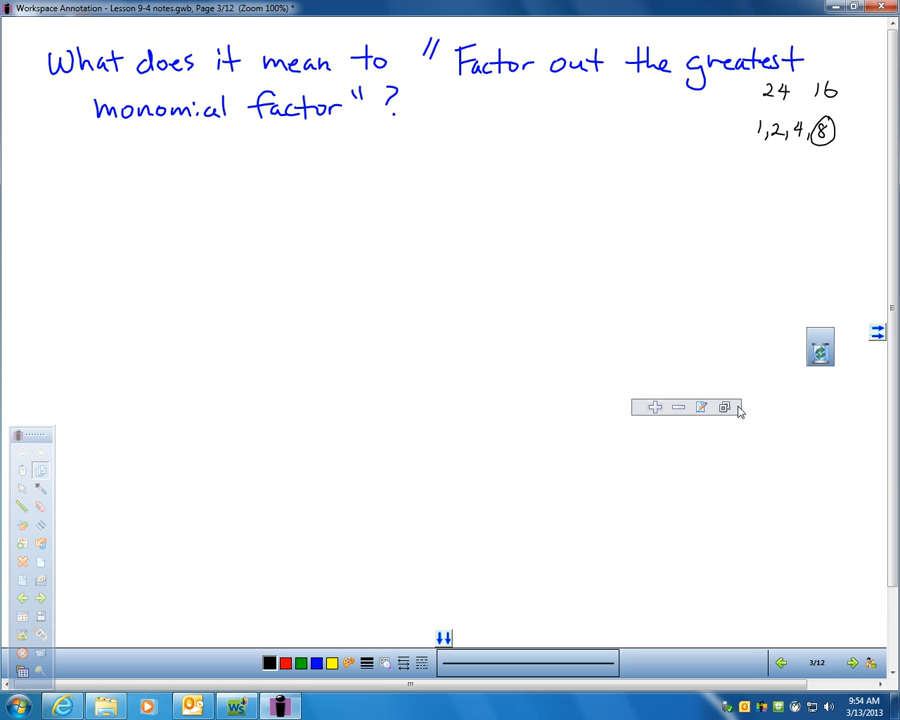 Workspace Annotation - Lesson 9-4 notes.gwb, Page 3/12 (Zoom 100%) *
What does it mean to "Factor out the greatest
monomial factor"?
24 16
1, 2, 4, 8
3/12
9:54 AM
3/13/2013